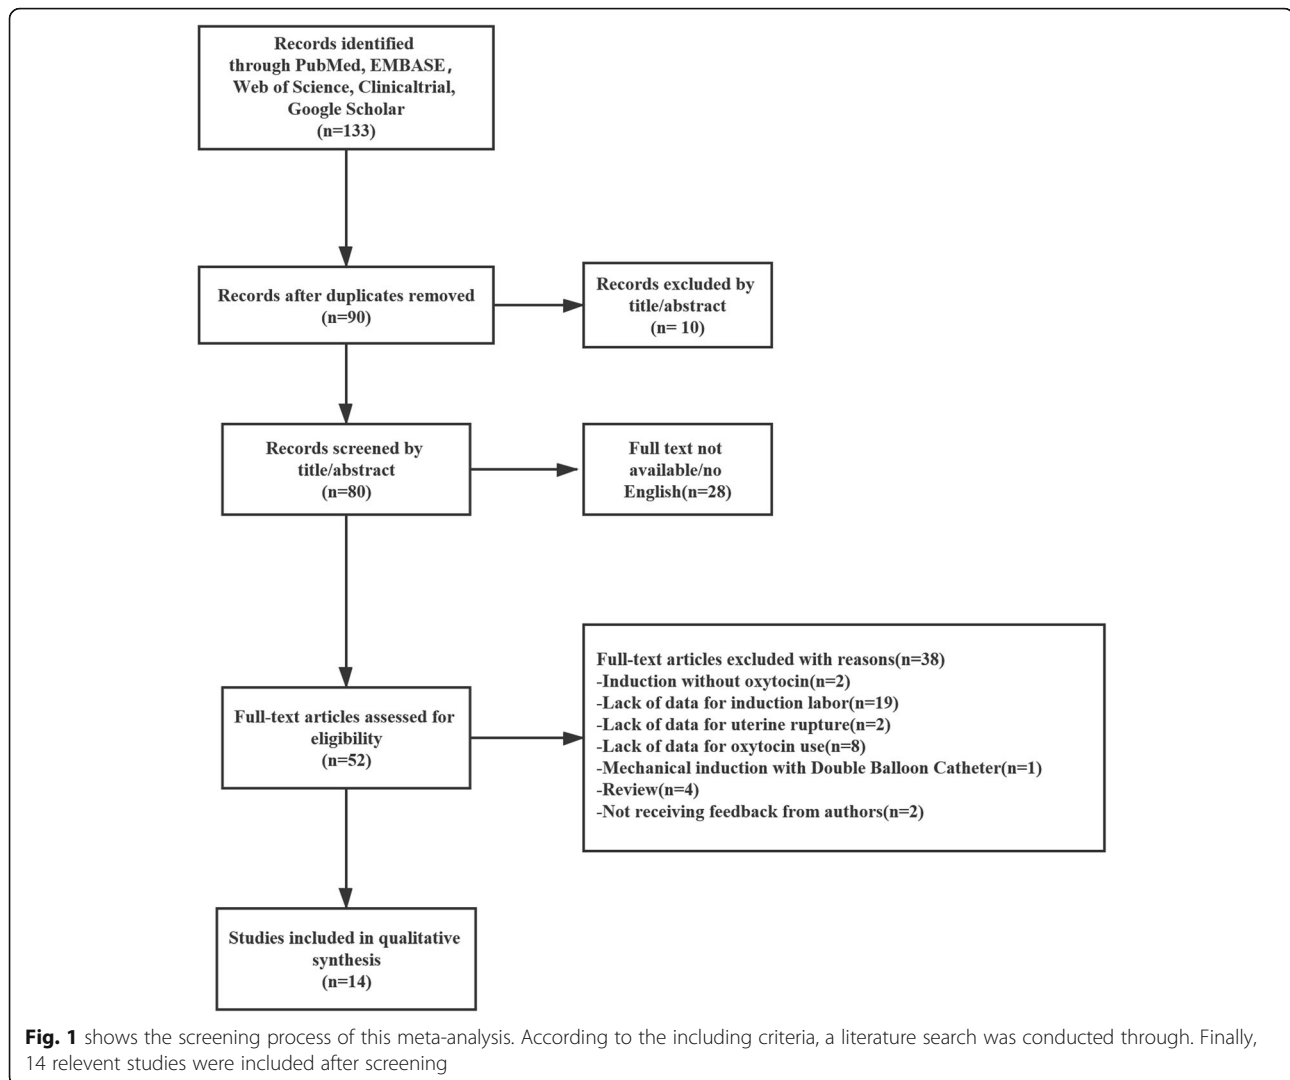 Records identified
through PubMed, EMBASE,
Web of Science, Clinicaltrial,
Google Scholar
(n=133)
Records after duplicates removed
(n=90)
Records excluded by
title/abstract
(n= 10)
Records screened by
title/abstract
(n=80)
Full text not
available/no
English(n=28)
Full-text articles assessed for
eligibility
(n=52)
Full-text articles excluded with reasons(n=38)
-Induction without oxytocin(n=2)
-Lack of data for induction labor(n=19)
-Lack of data for uterine rupture(n=2)
-Lack of data for oxytocin use(n=8)
-Mechanical induction with Double Balloon Catheter(n=1)
-Review(n=4)
-Not receiving feedback from authors(n=2)
Studies included in qualitative
synthesis
(n=14)
Fig. 1 shows the screening process of this meta-analysis. According to the including criteria, a literature search was conducted through. Finally,
14 relevent studies were included after screening